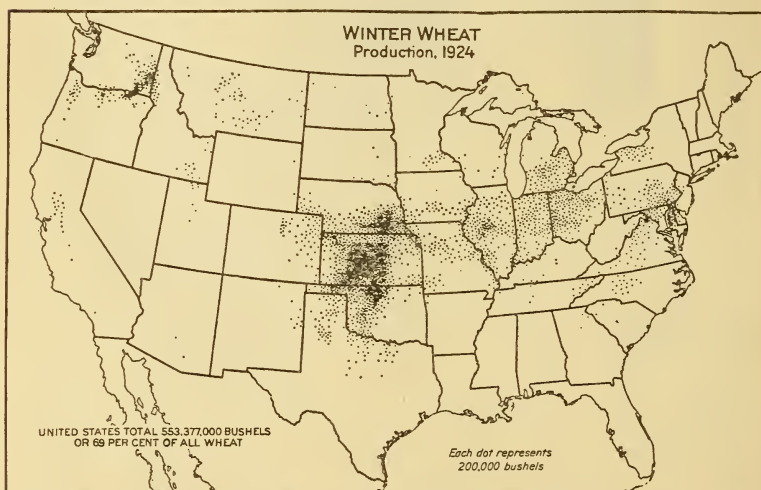 WINTER WHEAT
Production, 1924
UNITED STATES TOTAL 553,377,000 BUSHELS
OR 69 PER CENT OF ALL WHEAT
Each dot represents
200,000 bushels